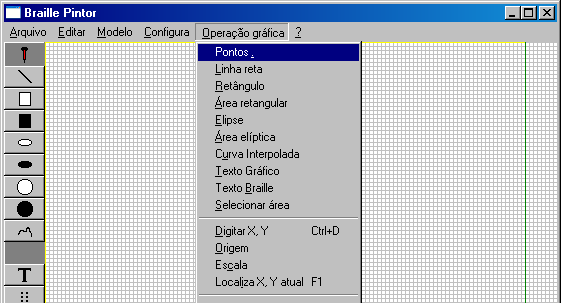 Braille Pintor
Arquivo Editar Modelo Configura Operação gráfica ?
Pontos .
Linha reta
Retângulo
Área retangular
Elipse
Área elíptica
Curva Interpolada
Texto Gráfico
Texto Braille
Selecionar área
Digitar X, Y Ctrl+D
Origem
Escala
Localiza X, Y atual F1
T